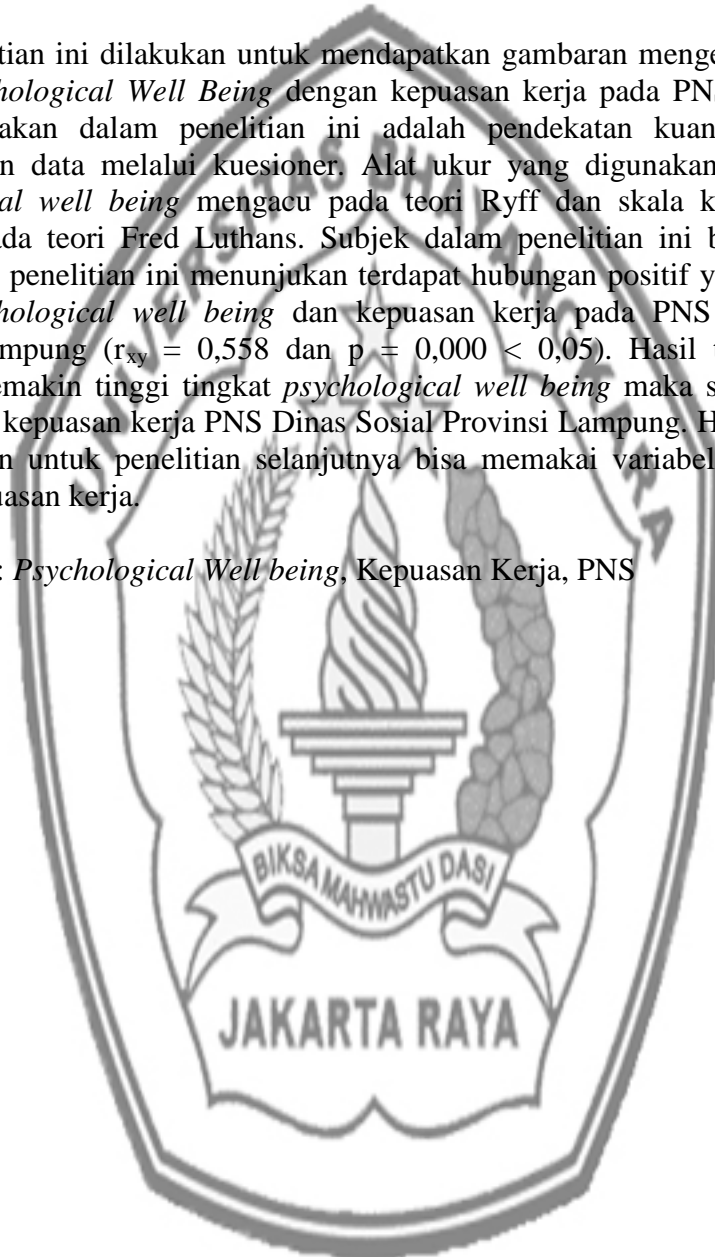 tian ini dilakukan untuk mendapatkan gambaran menge
hological Well Being dengan kepuasan kerja pada PNS
akan dalam penelitian ini adalah pendekatan kuan
n data melalui kuesioner. Alat ukur yang digunakan
al well being mengacu pada teori Ryff dan skala k
ada teori Fred Luthans. Subjek dalam penelitian ini b
penelitian ini menunjukan terdapat hubungan positif y
hological well being dan kepuasan kerja pada PNS
mpung (rxy = 0,558 dan p = 0,000 < 0,05). Hasil t
emakin tinggi tingkat psychological well being maka s
kepuasan kerja PNS Dinas Sosial Provinsi Lampung. H
n untuk penelitian selanjutnya bisa memakai variabel
uasan kerja.
: Psychological Well being, Kepuasan Kerja, PNS
UNIVERSITAS BHAYANGKARA
BIKSA MAHWASTU DASI
JAKARTA RAYA